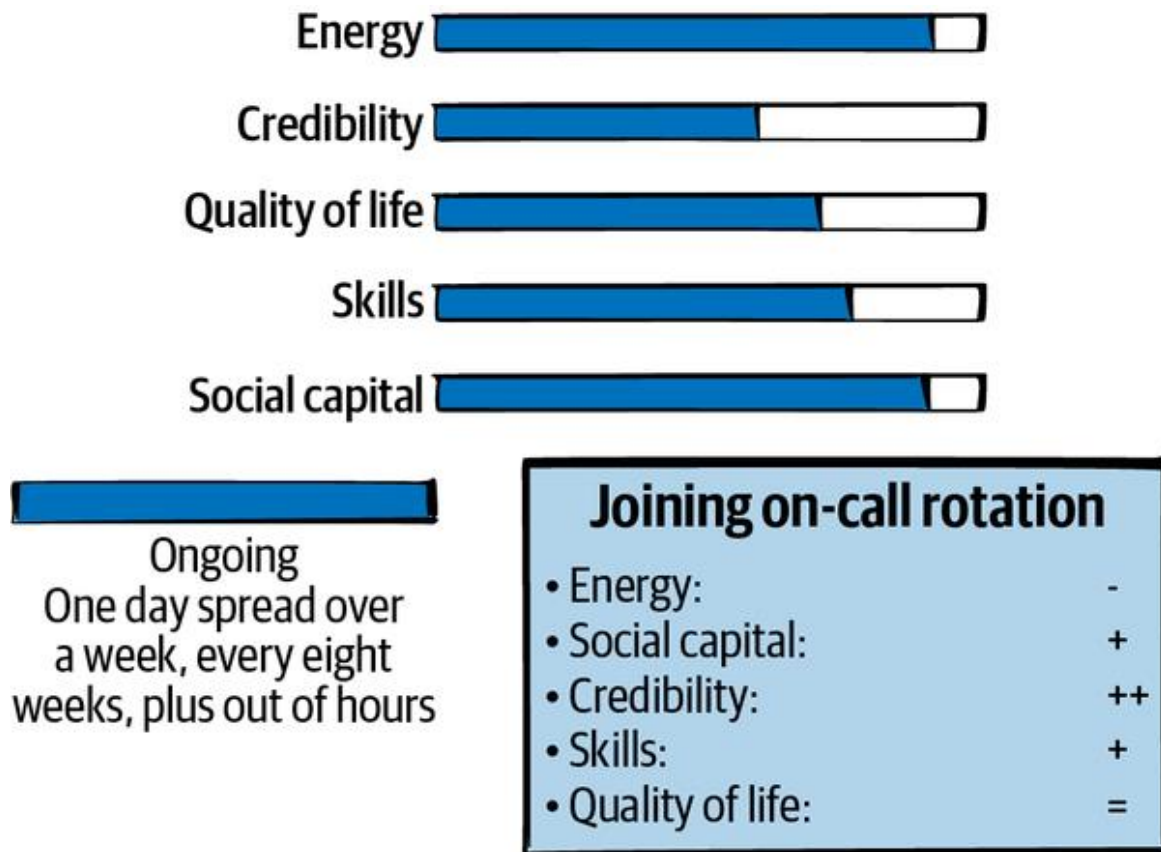 Energy
Credibility
Quality of life
Skills
Social capital
Ongoing
One day spread over
a week, every eight
weeks, plus out of hours
Joining on-call rotation
• Energy: -
• Social capital: +
• Credibility: ++
• Skills: +
• Quality of life: =